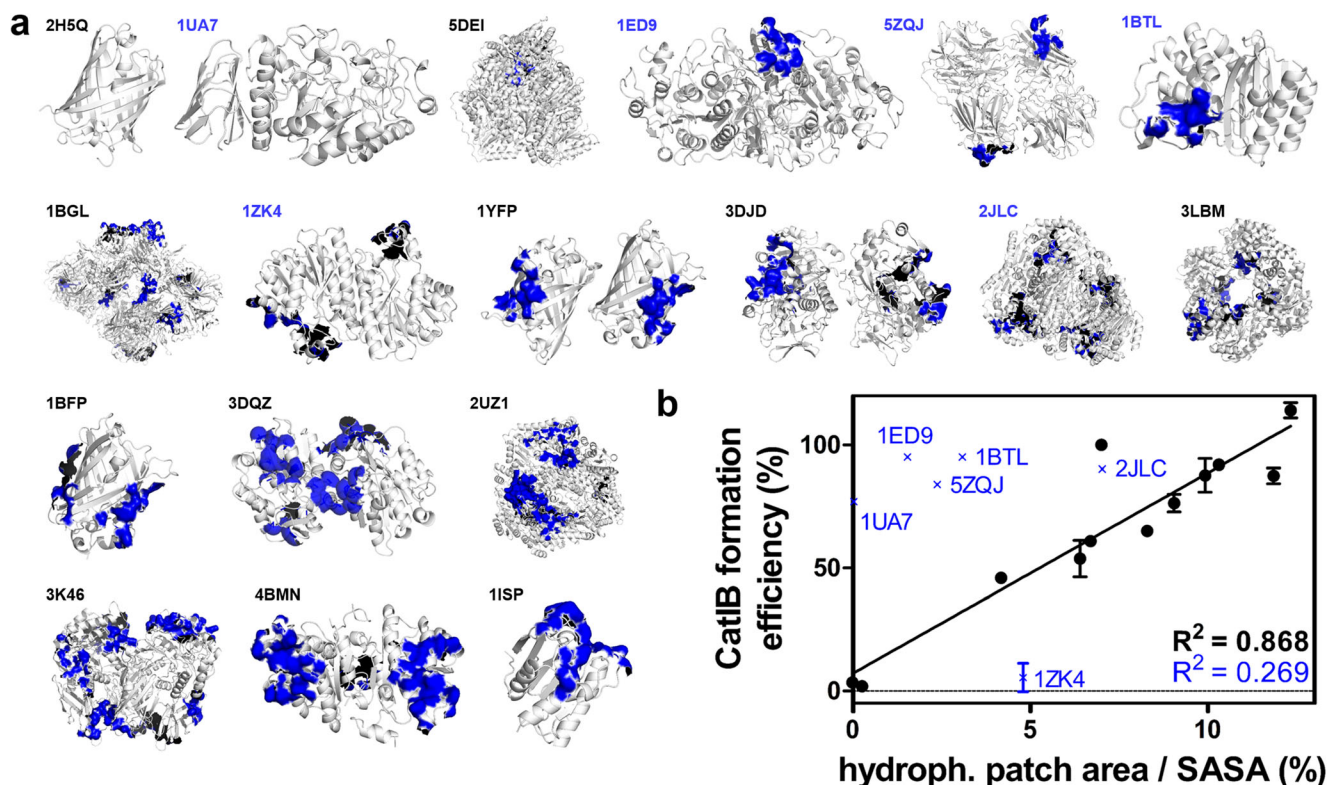 a
2H5Q 1UA7 5DEI 1ED9 5ZQJ 1BTL
1BGL 1ZK4 1YFP 3DJD 2JLC 3LBM
1BFP 3DQZ 2UZ1
3K46 4BMN 1ISP
b
CatIB formation
efficiency (%)
100
50
0
1ED9
1BTL
5ZQJ
2JLC
1UA7
1ZK4
R² = 0.868
R² = 0.269
0 5 10
hydroph. patch area / SASA (%)